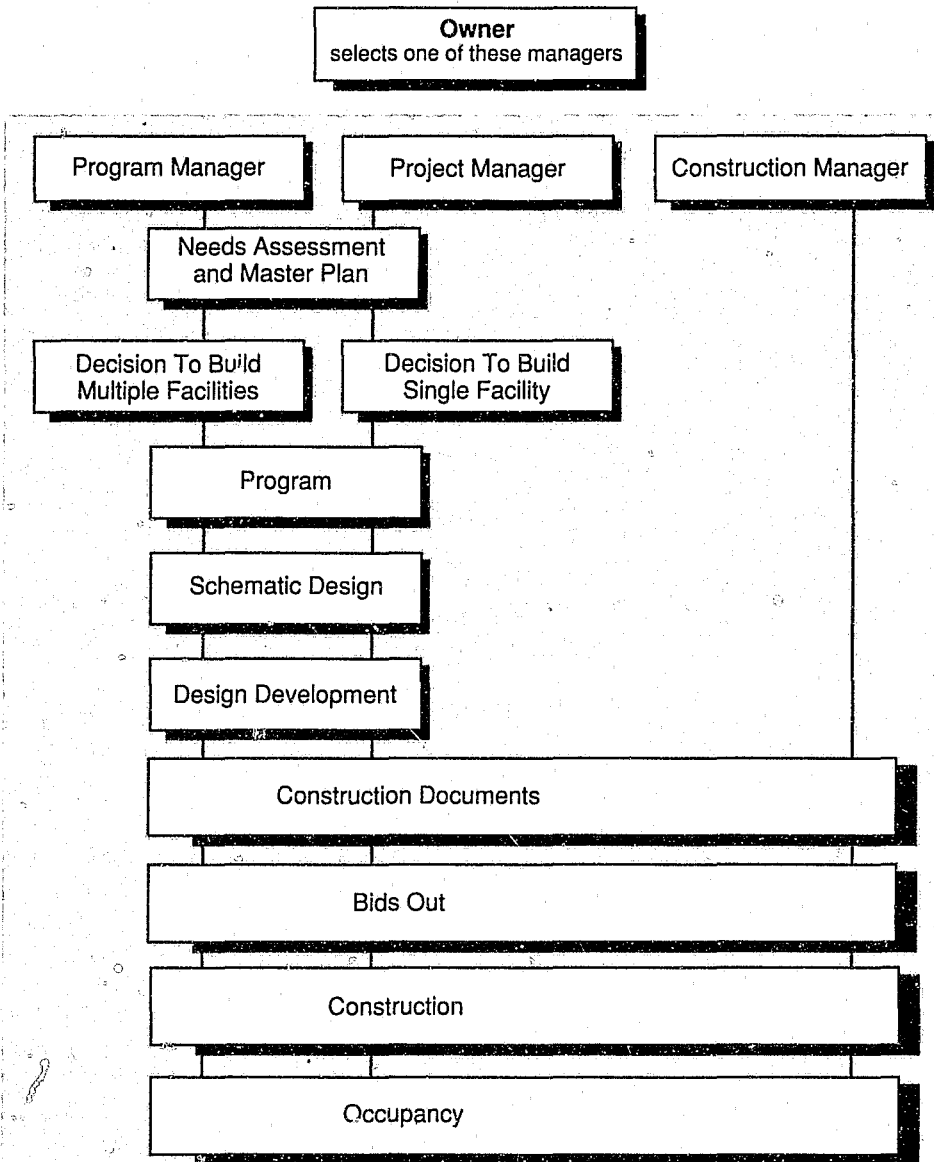 Owner
selects one of these managers
Program Manager
Project Manager
Construction Manager
Needs Assessment
and Master Plan
Decision To Build
Multiple Facilities
Decision To Build
Single Facility
Program
Schematic Design
Design Development
Construction Documents
Bids Out
Construction
Occupancy